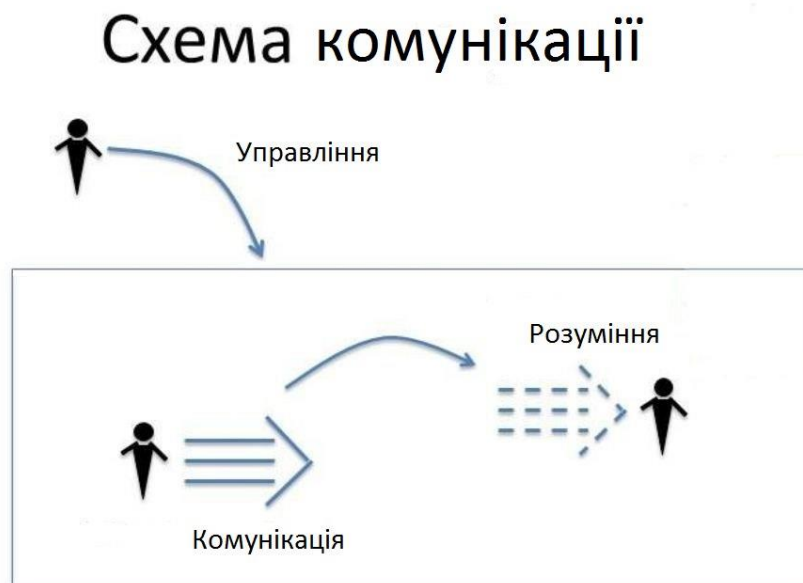 Схема комунікації
Управління
Розуміння
Комунікація